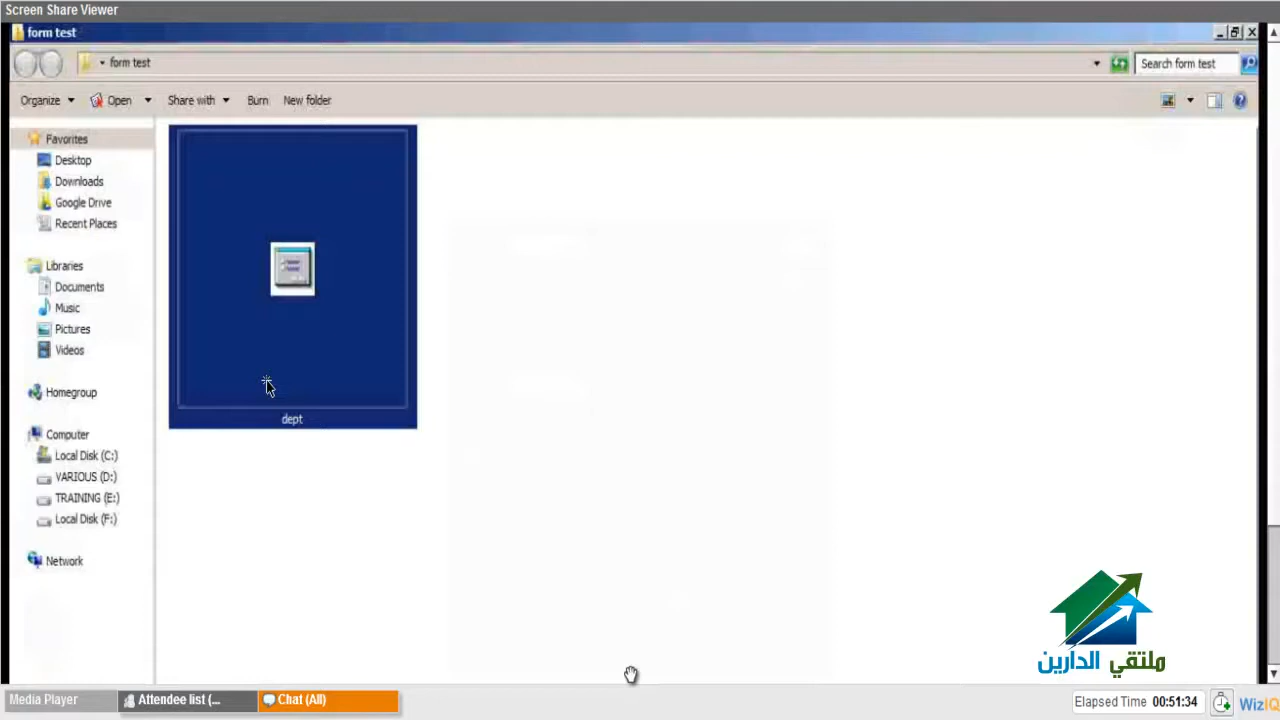 Screen Share Viewer
form test
form test
Search form test
Organize Open Share with Burn New folder
Favorites
Desktop
Downloads
Google Drive
Recent Places
Libraries
Documents
Music
Pictures
Videos
Homegroup
Computer
Local Disk (C:)
VARIOUS (D:)
TRAINING (E:)
Local Disk (F:)
Network
dept
ملتقي الدارين
Media Player
Attendee list (...
Chat (All)
Elapsed Time 00:51:34
WizIQ